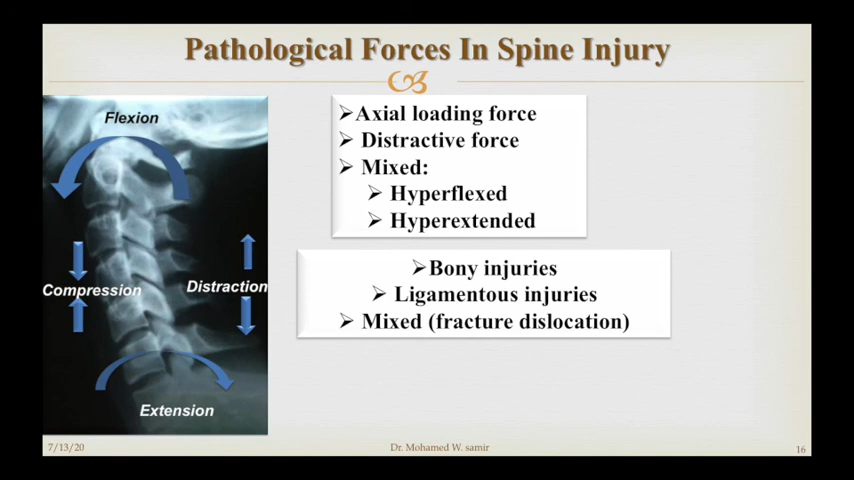 Pathological Forces In Spine Injury
Flexion
Compression
Distraction
Extension
➢Axial loading force
➢ Distractive force
➢ Mixed:
➢ Hyperflexed
➢ Hyperextended
➢Bony injuries
➢ Ligamentous injuries
➢ Mixed (fracture dislocation)
7/13/20
Dr. Mohamed W. samir
16